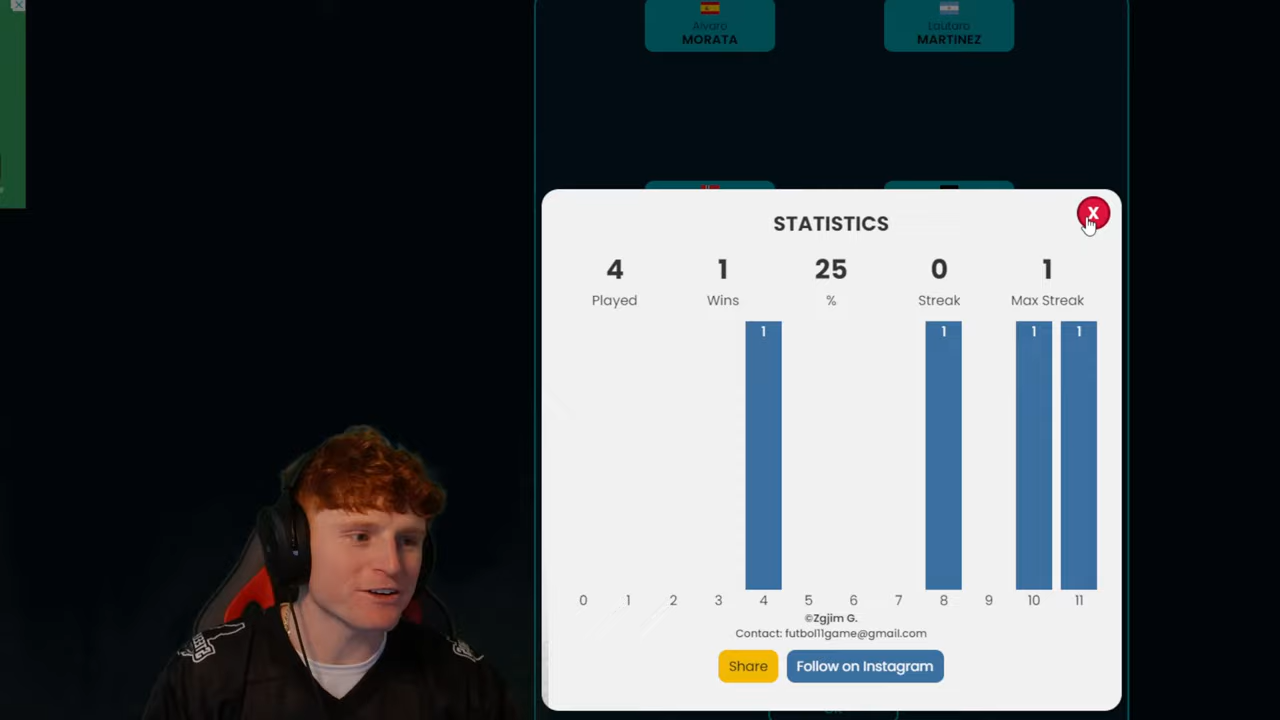 Alvaro
MORATA
Lautaro
MARTINEZ
X
STATISTICS
4
1
25
0
1
Played
Wins
%
Streak
Max Streak
1
1
1
1
0 1 2 3 4 5 6 7 8 9 10 11
©Zgjim G.
Contact: futbol11game@gmail.com
Share
Follow on Instagram